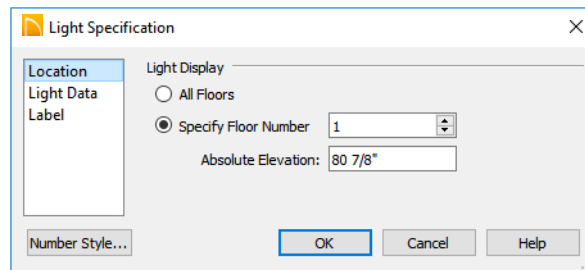 Light Specification
Location
Light Data
Label
Light Display
All Floors
Specify Floor Number 1
Absolute Elevation: 80 7/8"
Number Style... OK Cancel Help